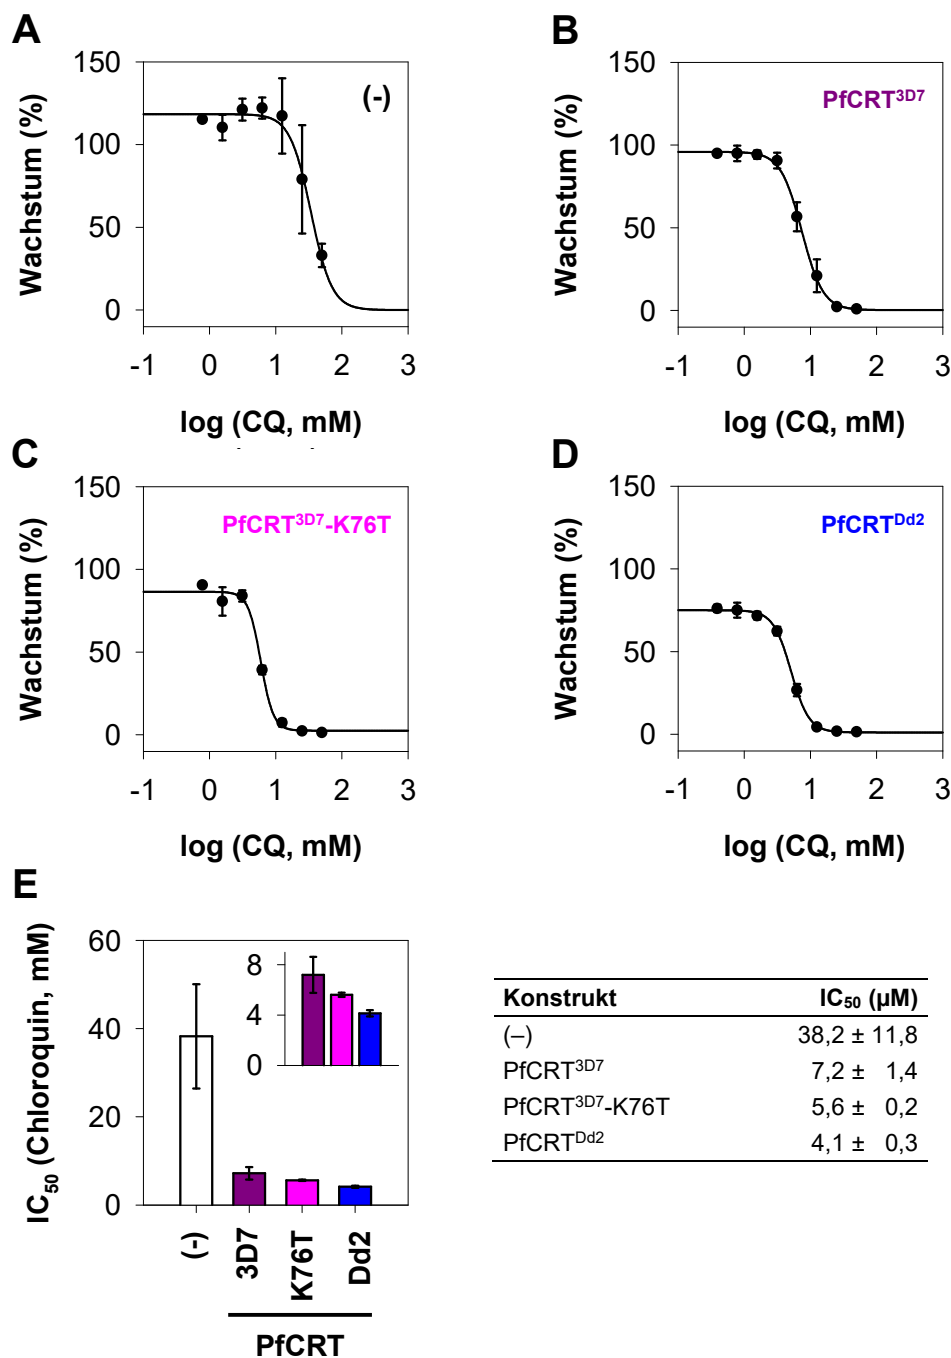 A
150
100
50
0
Wachstum (%)
(-)
-1 0 1 2 3
log (CQ, mM)
B
150
100
50
0
Wachstum (%)
PfCRT3D7
-1 0 1 2 3
log (CQ, mM)
C
150
100
50
0
Wachstum (%)
PfCRT3D7-K76T
-1 0 1 2 3
log (CQ, mM)
D
150
100
50
0
Wachstum (%)
PfCRTDd2
-1 0 1 2 3
log (CQ, mM)
E
60
40
20
0
IC50 (Chloroquin, mM)
8
4
0
(-) 3D7 K76T Dd2
PfCRT
Konstrukt IC50 (µM)
(–) 38,2 ± 11,8
PfCRT3D7 7,2 ± 1,4
PfCRT3D7-K76T 5,6 ± 0,2
PfCRTDd2 4,1 ± 0,3